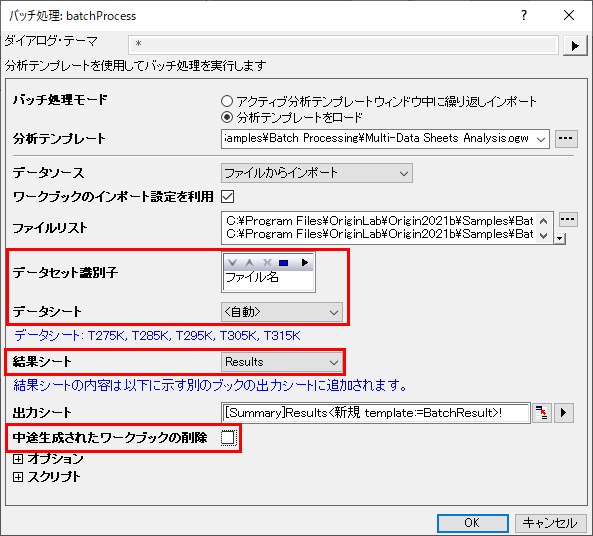 バッチ処理: batchProcess
ダイアログ・テーマ *
分析テンプレートを使用してバッチ処理を実行します
バッチ処理モード
アクティブ分析テンプレートウィンドウ中に繰り返しインポート
分析テンプレートをロード
分析テンプレート amples¥Batch Processing¥Multi-Data Sheets Analysis.ogw
データソース ファイルからインポート
ワークブックのインポート設定を利用
ファイルリスト
C:¥Program Files¥OriginLab¥Origin2021b¥Samples¥Bat
C:¥Program Files¥OriginLab¥Origin2021b¥Samples¥Bat
データセット識別子
ファイル名
データシート <自動>
データシート: T275K, T285K, T295K, T305K, T315K
結果シート Results
結果シートの内容は以下に示す別のブックの出力シートに追加されます。
出力シート [Summary]Results<新規 template:=BatchResult>!
中途生成されたワークブックの削除
オプション
スクリプト
OK キャンセル